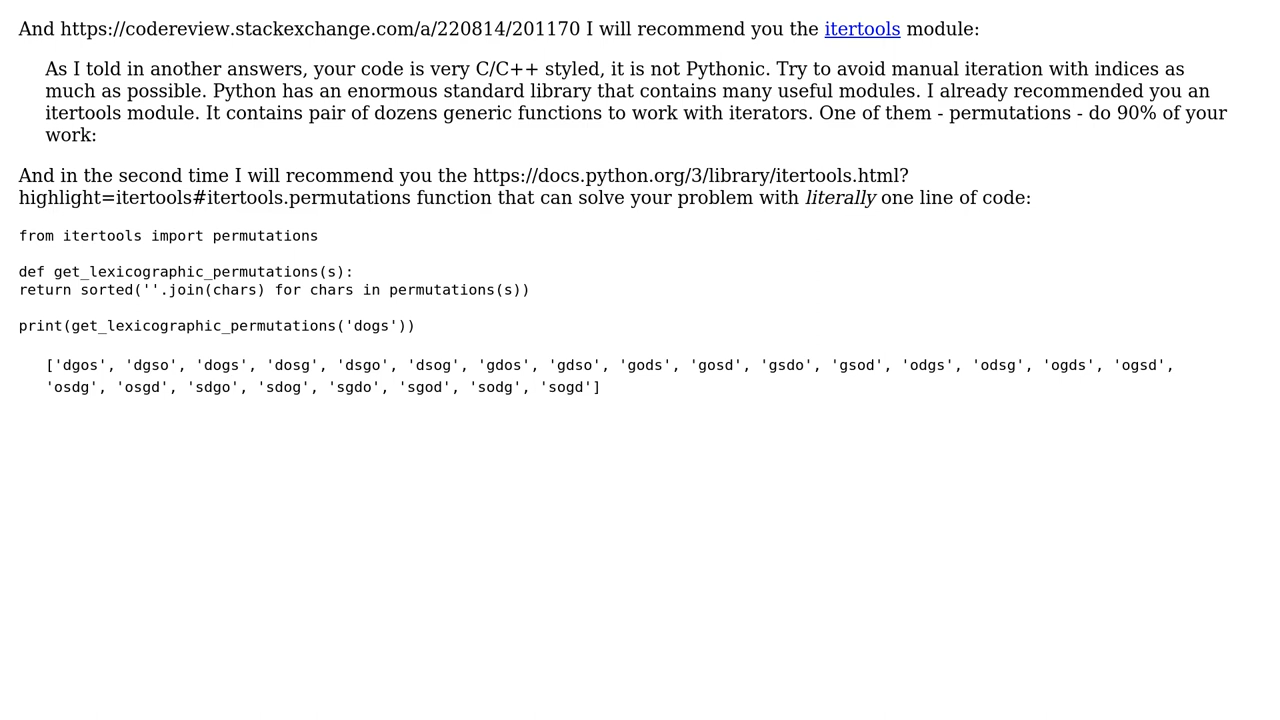 And https://codereview.stackexchange.com/a/220814/201170 I will recommend you the itertools module:
As I told in another answers, your code is very C/C++ styled, it is not Pythonic. Try to avoid manual iteration with indices as
much as possible. Python has an enormous standard library that contains many useful modules. I already recommended you an
itertools module. It contains pair of dozens generic functions to work with iterators. One of them - permutations - do 90% of your
work:
And in the second time I will recommend you the https://docs.python.org/3/library/itertools.html?
highlight=itertools#itertools.permutations function that can solve your problem with literally one line of code:
from itertools import permutations
def get_lexicographic_permutations(s):
return sorted(''.join(chars) for chars in permutations(s))
print(get_lexicographic_permutations('dogs'))
['dgos', 'dgso', 'dogs', 'dosg', 'dsgo', 'dsog', 'gdos', 'gdso', 'gods', 'gosd', 'gsdo', 'gsod', 'odgs', 'odsg', 'ogds', 'ogsd',
'osdg', 'osgd', 'sdgo', 'sdog', 'sgdo', 'sgod', 'sodg', 'sogd']